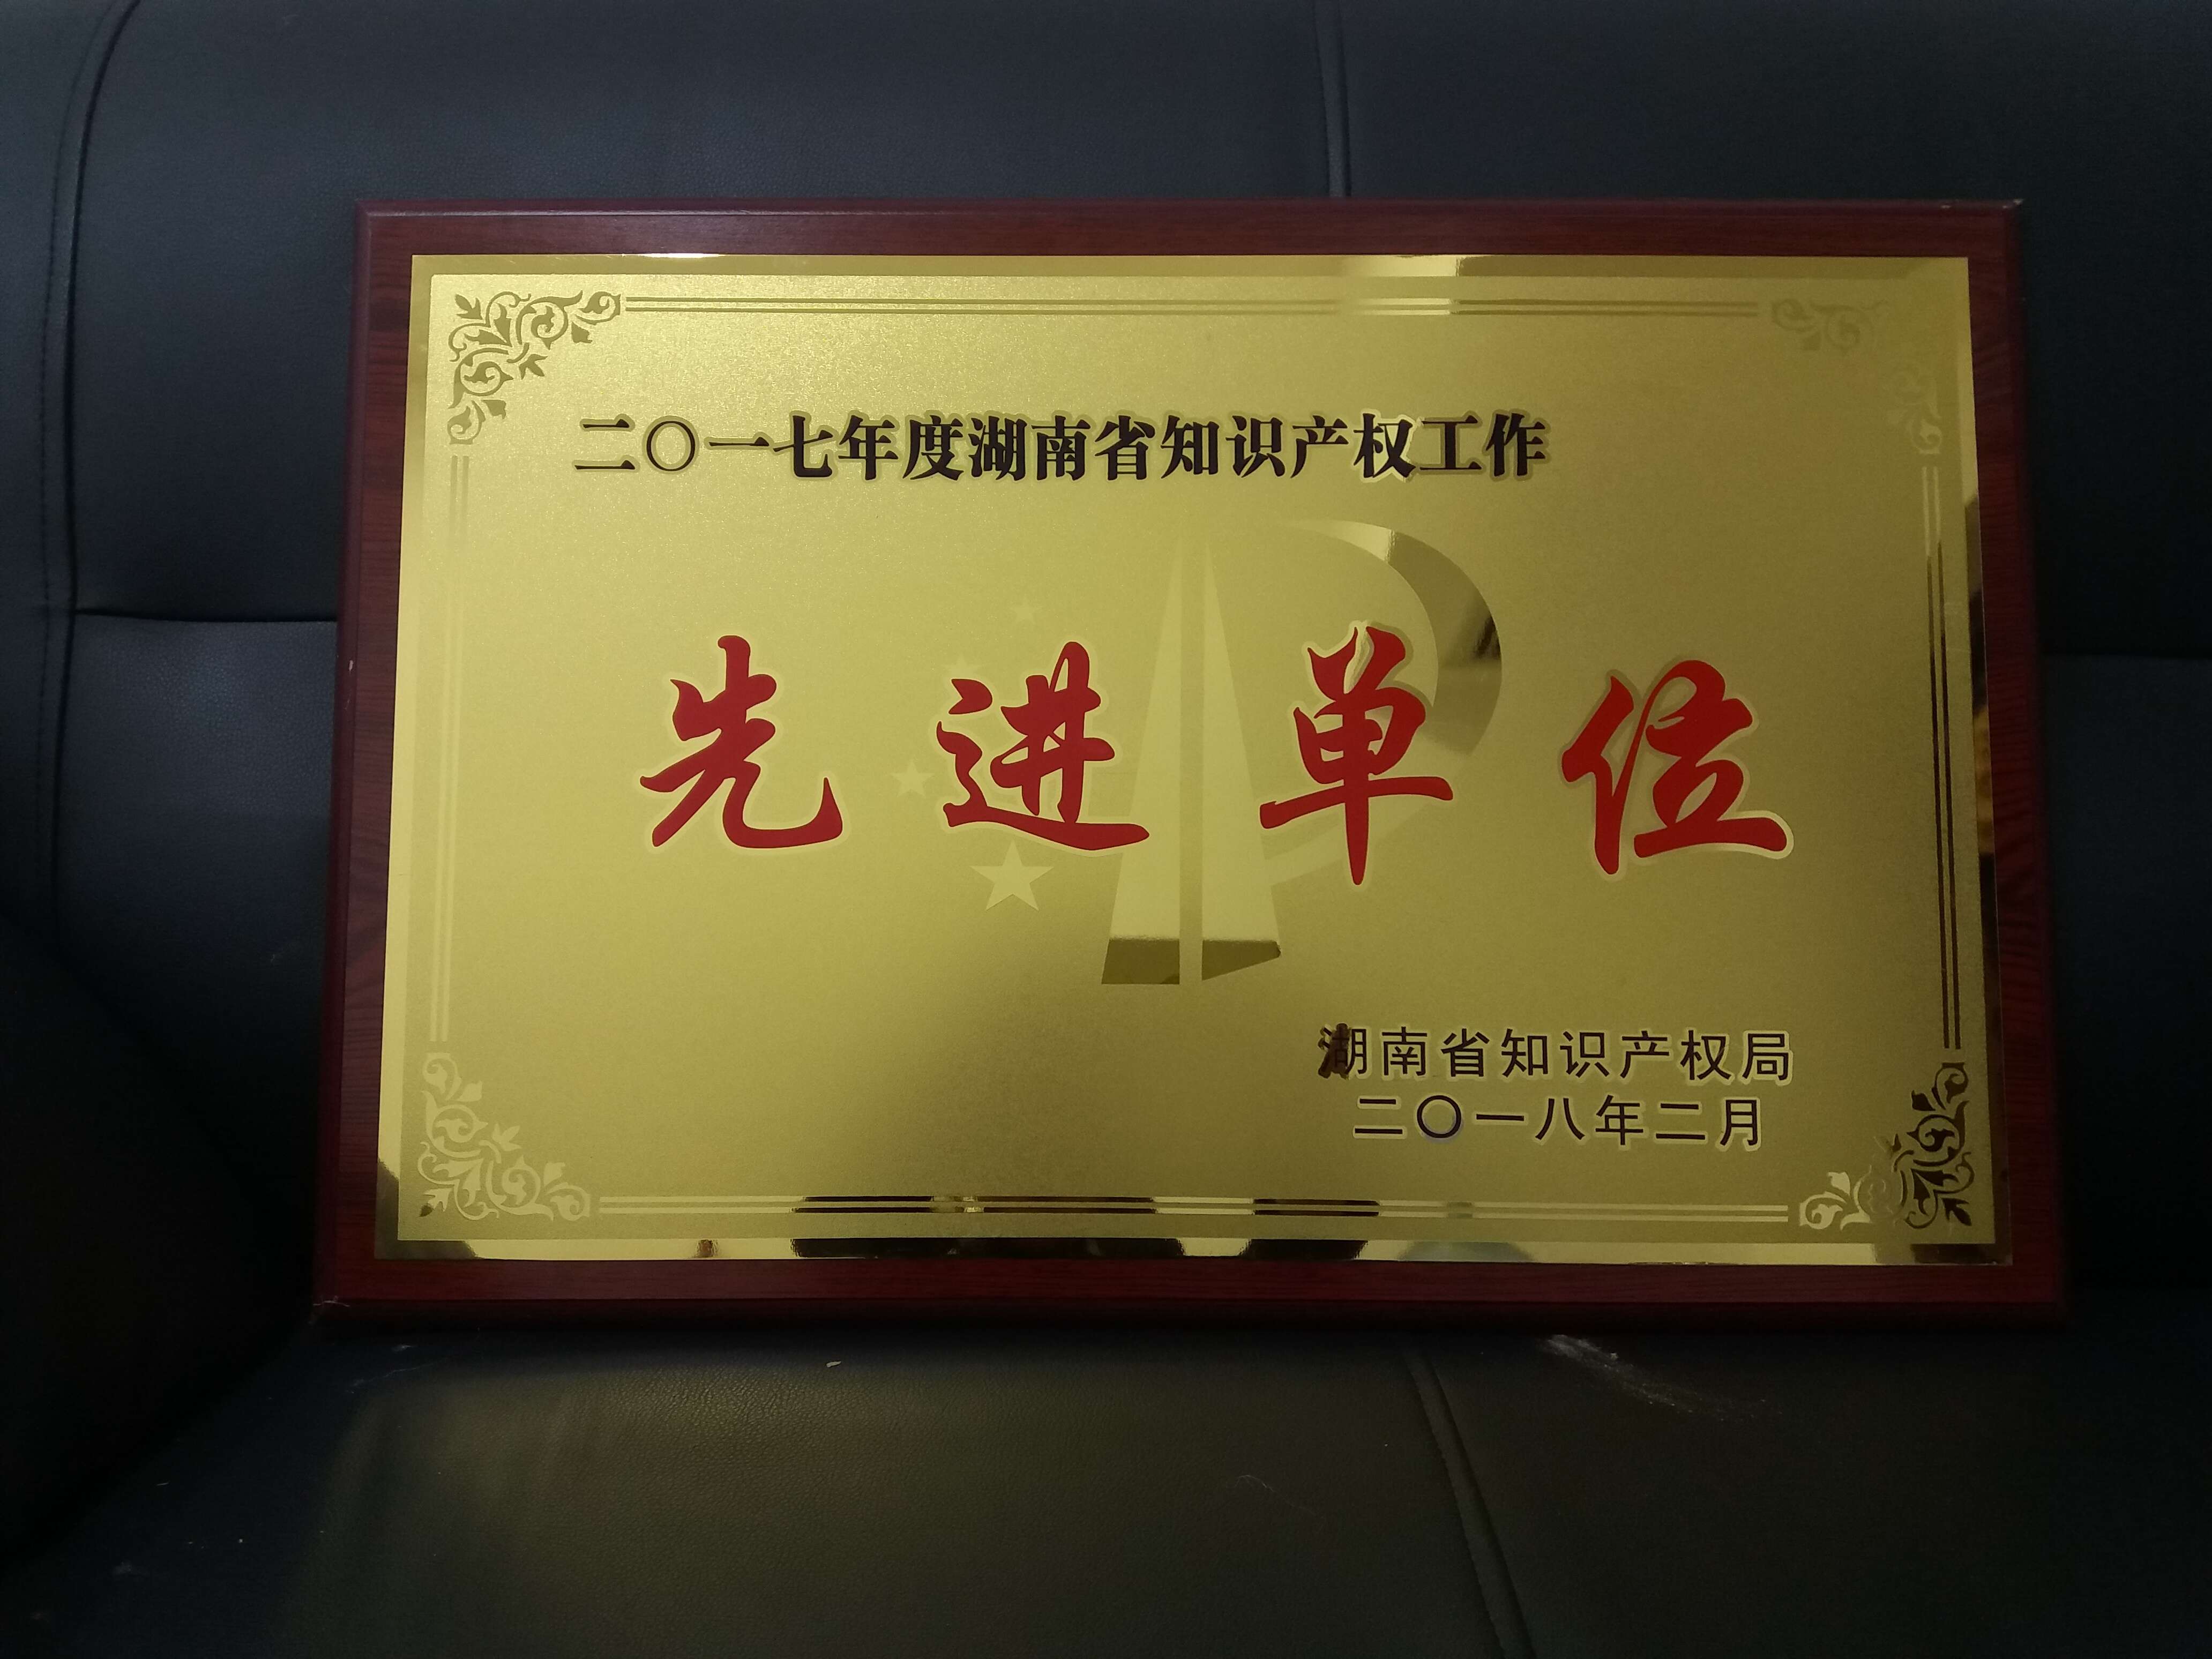 二〇一七年度湖南省知识产权工作
先进单位
湖南省知识产权局
二〇一八年二月